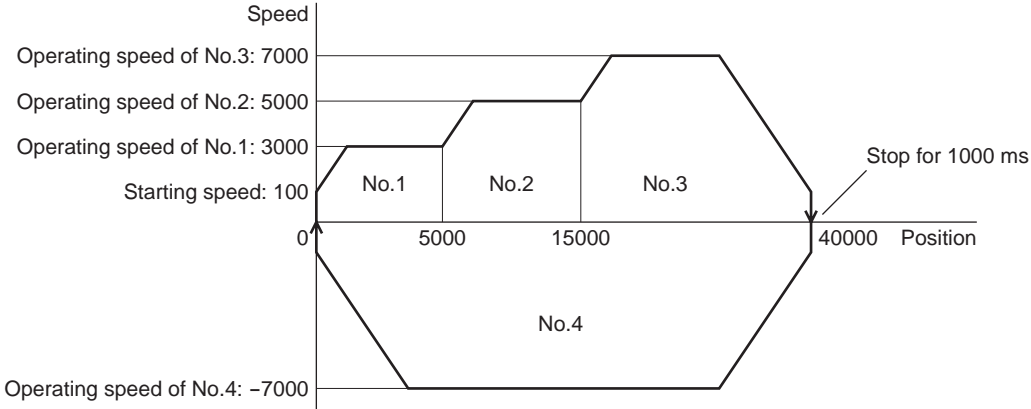 Speed
Operating speed of No.3: 7000
Operating speed of No.2: 5000
Operating speed of No.1: 3000
Stop for 1000 ms
Starting speed: 100
No.1
No.2
No.3
0
5000
15000
40000
Position
No.4
Operating speed of No.4: −7000